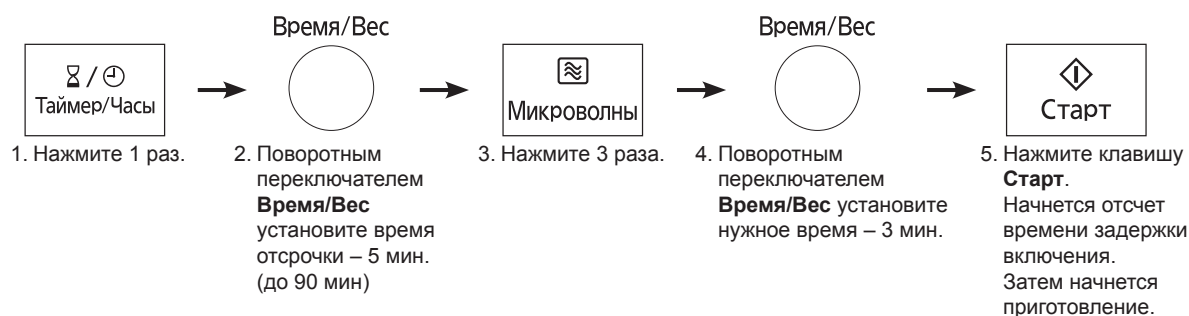 Время/Вес
Время/Вес
Таймер/Часы
Микроволны
Старт
1. Нажмите 1 раз.
2. Поворотным
переключателем
Время/Вес
установите время
отсрочки – 5 мин.
(до 90 мин)
3. Нажмите 3 раза.
4. Поворотным
переключателем
Время/Вес установите
нужное время – 3 мин.
5. Нажмите клавишу
Старт.
Начнется отсчет
времени задержки
включения.
Затем начнется
приготовление.